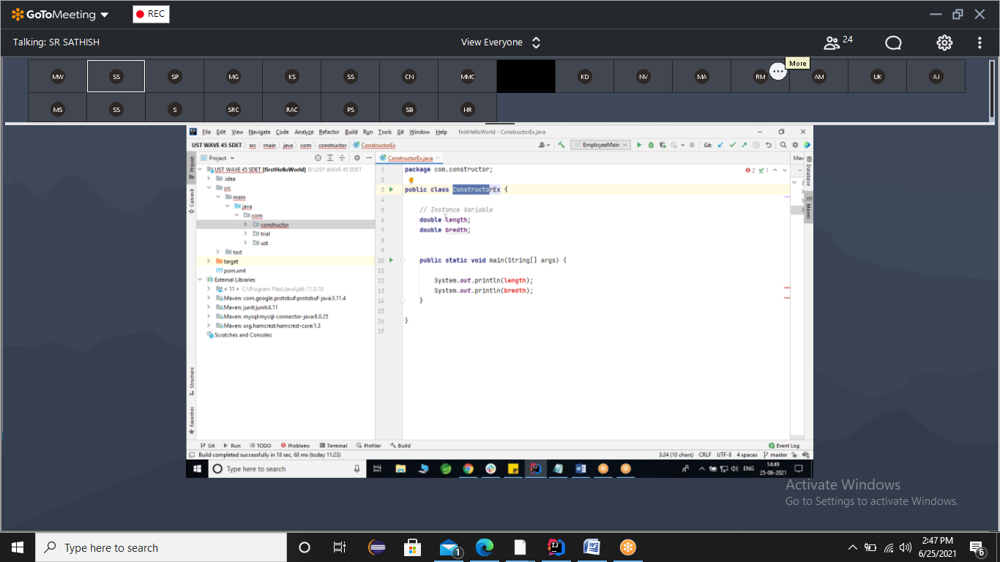 GoToMeeting
REC
Talking: SR SATHISH
View Everyone
24
More
MW SS SP MG KS SS CN MMC KD NV MA RM AM UK AJ
MS SS S SRC RAC PS SB HR
File Edit View Navigate Code Analyze Refactor Build Run Tools Git Window Help firstHelloWorld - ConstructorEx.java
UST WAVE 45 SDET src main java com constructor ConstructorEx
EmployeeMain
Git:
Project
ConstructorEx.java
Mav
Project
Commit
Structure
Favorites
UST WAVE 45 SDET [firstHelloWorld] D:\UST WAVE 45 SDET
.idea
src
main
java
com
constructor
trial
ust
test
target
pom.xml
External Libraries
< 11 > C:\Program Files\Java\jdk-11.0.10
Maven: com.google.protobuf:protobuf-java:3.11.4
Maven: junit:junit:4.11
Maven: mysql:mysql-connector-java:8.0.25
Maven: org.hamcrest:hamcrest-core:1.3
Scratches and Consoles
1 package com.constructor;
2
3 public class ConstructorEx {
4
5 // Instance Variable
6 double length;
7 double bredth;
8
9
10 public static void main(String[] args) {
11
12 System.out.println(length);
13 System.out.println(bredth);
14 }
15
16 }
17
2 1
Database
Maven
Git Run TODO Problems Terminal Profiler Build Event Log
Build completed successfully in 18 sec, 68 ms (today 11:23) 3:24 (10 chars) CRLF UTF-8 4 spaces master
Type here to search
ENG
14:49
25-06-2021
Activate Windows
Go to Settings to activate Windows.
Type here to search
1
2:47 PM
6/25/2021
6